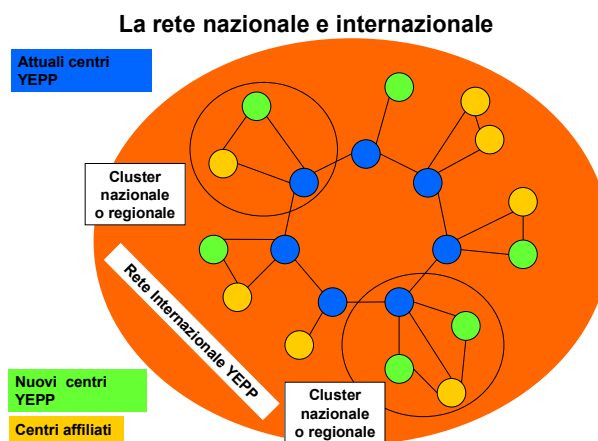 La rete nazionale e internazionale
Attuali centri
YEPP
Cluster
nazionale
o regionale
Rete Internazionale YEPP
Nuovi centri
YEPP
Centri affiliati
Cluster
nazionale
o regionale